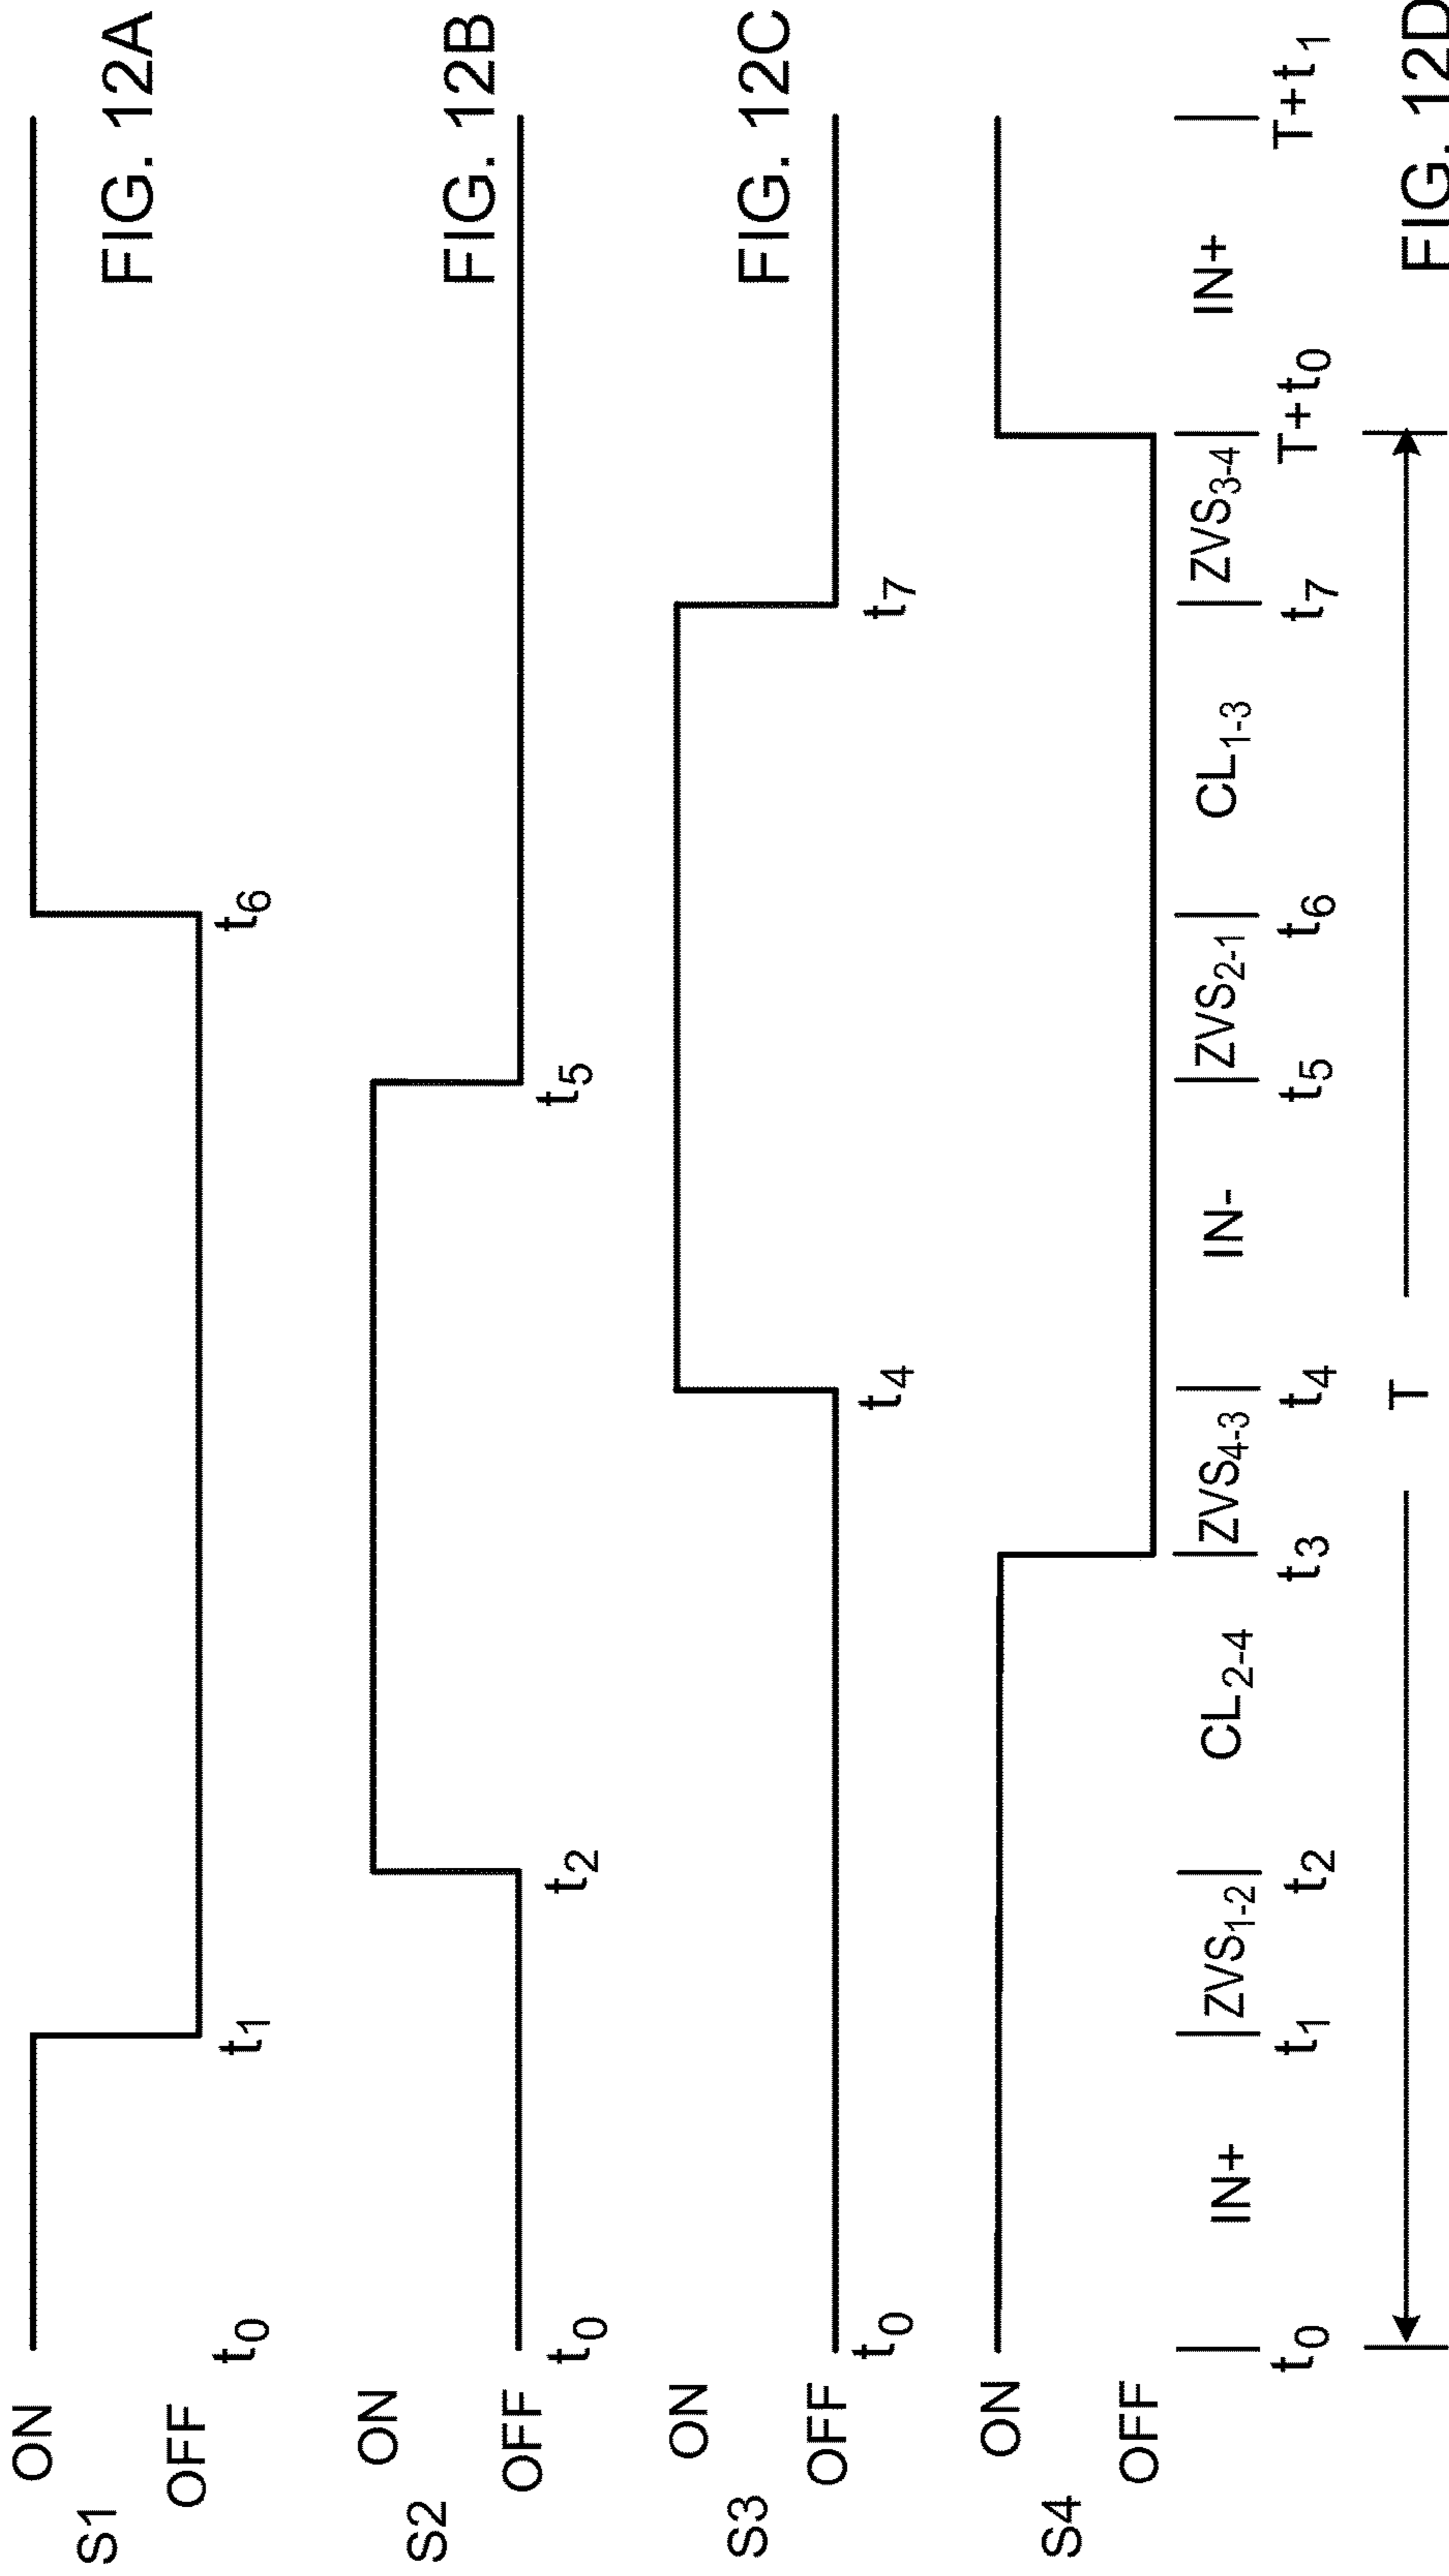 S1
ON
OFF
t0
t1
t6
FIG. 12A
S2
ON
OFF
t0
t2
t5
FIG. 12B
S3
ON
OFF
t0
t4
t7
FIG. 12C
S4
ON
OFF
IN+ ZVS1-2 CL2-4 ZVS4-3 IN- ZVS2-1 CL1-3 ZVS3-4 IN+
t0 t1 t2 t3 t4 t5 t6 t7 T+t0 T+t1
T
FIG. 12D